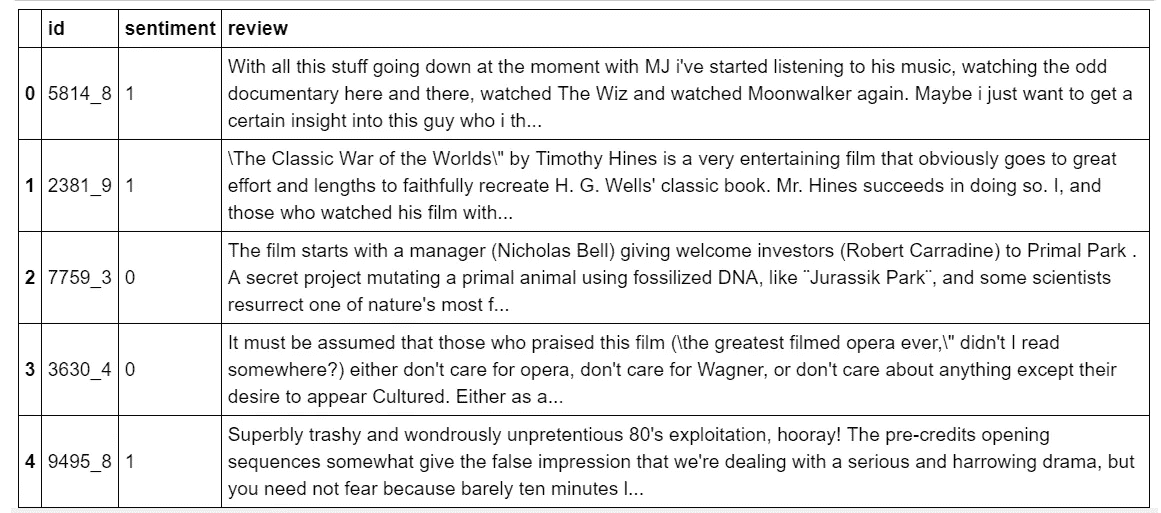 id sentiment review
With all this stuff going down at the moment with MJ i've started listening to his music, watching the odd
0 5814_8 1 documentary here and there, watched The Wiz and watched Moonwalker again. Maybe i just want to get a
certain insight into this guy who i th...
\The Classic War of the Worlds\" by Timothy Hines is a very entertaining film that obviously goes to great
1 2381_9 1 effort and lengths to faithfully recreate H. G. Wells' classic book. Mr. Hines succeeds in doing so. I, and
those who watched his film with...
The film starts with a manager (Nicholas Bell) giving welcome investors (Robert Carradine) to Primal Park .
2 7759_3 0 A secret project mutating a primal animal using fossilized DNA, like ¨Jurassik Park¨, and some scientists
resurrect one of nature's most f...
It must be assumed that those who praised this film (\the greatest filmed opera ever,\" didn't I read
3 3630_4 0 somewhere?) either don't care for opera, don't care for Wagner, or don't care about anything except their
desire to appear Cultured. Either as a...
Superbly trashy and wondrously unpretentious 80's exploitation, hooray! The pre-credits opening
4 9495_8 1 sequences somewhat give the false impression that we're dealing with a serious and harrowing drama, but
you need not fear because barely ten minutes l...